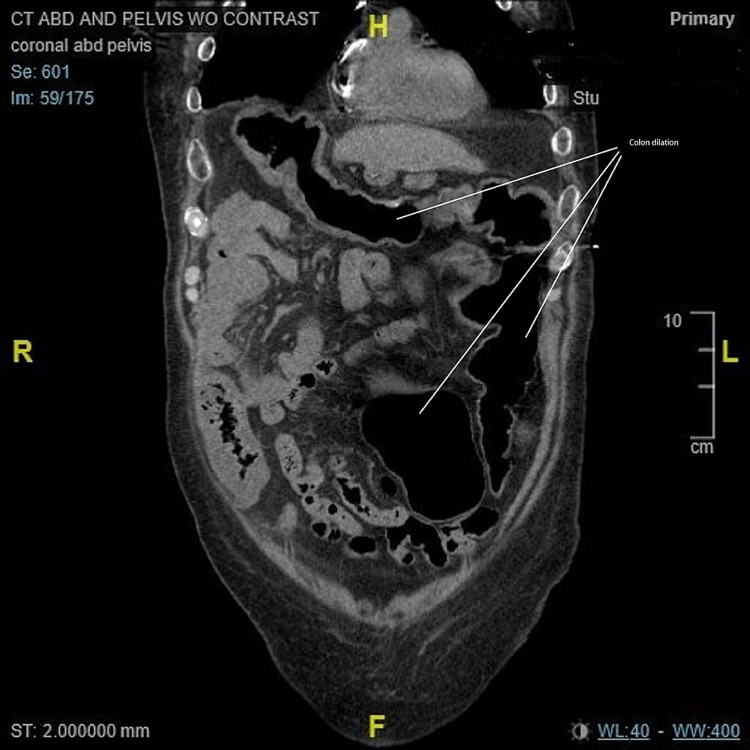 CT ABD AND PELVIS WO CONTRAST
coronal abd pelvis
Se: 601
Im: 59/175
H
Primary
Stu
Colon dilation
R
10
L
cm
ST: 2.000000 mm
F
WL:40 - WW:400